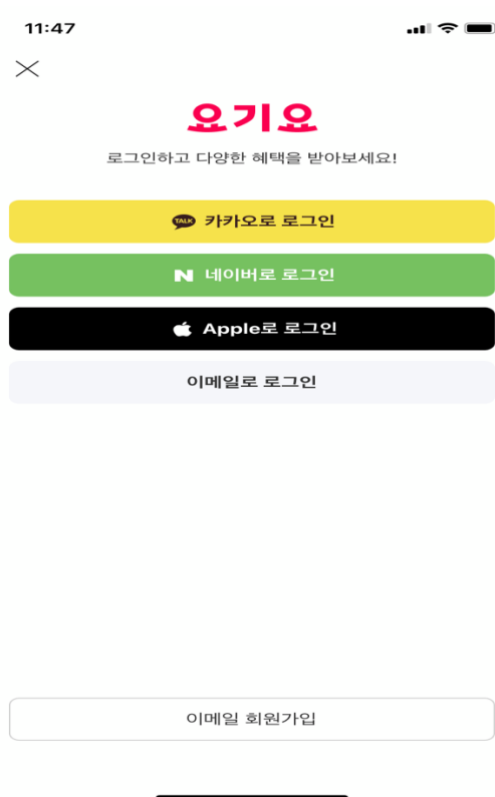 11:47
요기요
로그인하고 다양한 혜택을 받아보세요!
TALK 카카오로 로그인
N 네이버로 로그인
Apple로 로그인
이메일로 로그인
이메일 회원가입